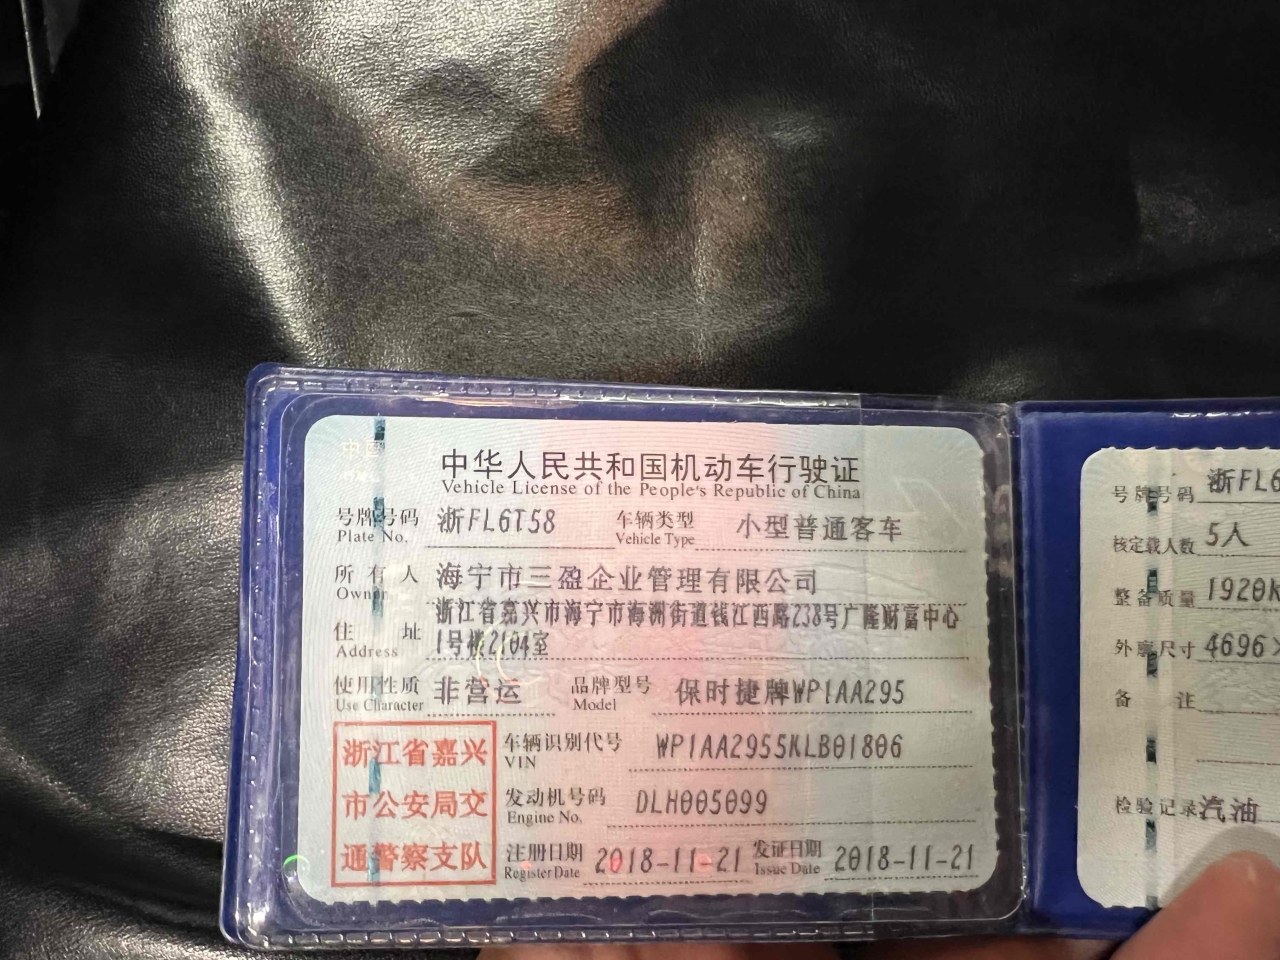 中华人民共和国机动车行驶证
Vehicle License of the People's Republic of China
号牌号码 浙FL6T58 车辆类型 小型普通客车
Plate No. Vehicle Type
所有人 海宁市三盈企业管理有限公司
Owner
住址 浙江省嘉兴市海宁市海洲街道钱江西路238号广隆财富中心
Address 1号楼2104室
使用性质 非营运 品牌型号 保时捷牌WP1AA295
Use Character Model
浙江省嘉兴
市公安局交
通警察支队
车辆识别代号 WP1AA2955KLB01806
VIN
发动机号码 DLH005099
Engine No.
注册日期 2018-11-21 发证日期 2018-11-21
Register Date Issue Date
号牌号码 浙FL6
核定载人数 5人
整备质量 1920K
外廓尺寸 4696×
备注
检验记录 汽油